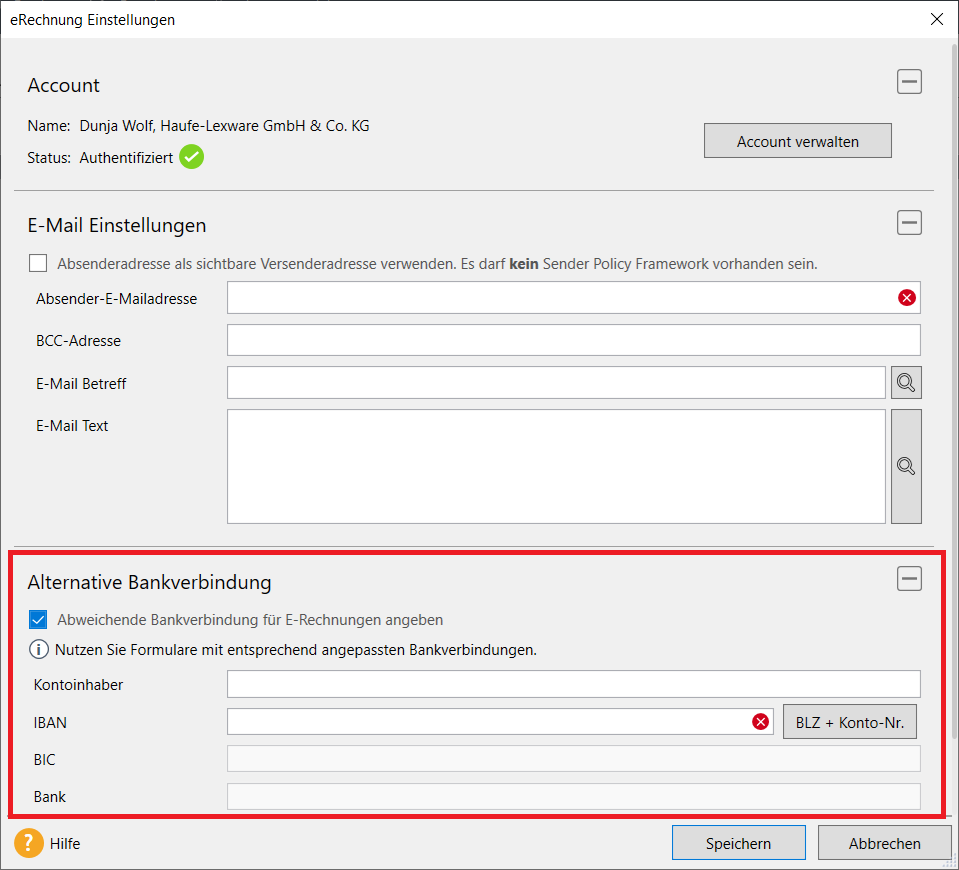 eRechnung Einstellungen
Account
Name: Dunja Wolf, Haufe-Lexware GmbH & Co. KG
Status: Authentifiziert
Account verwalten
E-Mail Einstellungen
Absenderadresse als sichtbare Versenderadresse verwenden. Es darf kein Sender Policy Framework vorhanden sein.
Absender-E-Mailadresse
BCC-Adresse
E-Mail Betreff
E-Mail Text
Alternative Bankverbindung
Abweichende Bankverbindung für E-Rechnungen angeben
Nutzen Sie Formulare mit entsprechend angepassten Bankverbindungen.
Kontoinhaber
IBAN
BLZ + Konto-Nr.
BIC
Bank
? Hilfe
Speichern
Abbrechen